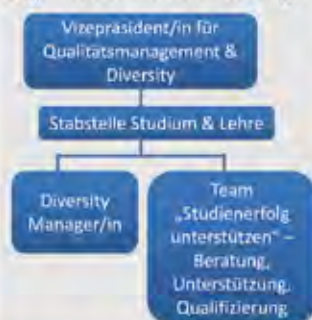 Vizepräsident/in für
Qualitätsmanagement &
Diversity
Stabstelle Studium & Lehre
Diversity
Manager/in
Team
„Studienerfolg
unterstützen" –
Beratung,
Unterstützung,
Qualifizierung